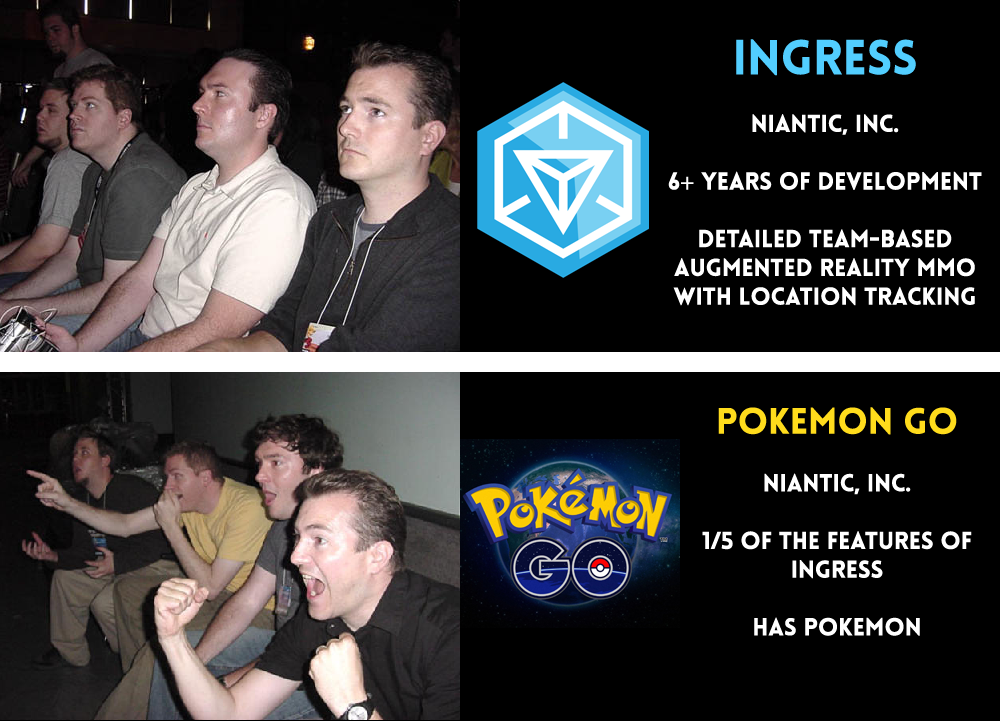 INGRESS
NIANTIC, INC.
6+ YEARS OF DEVELOPMENT
DETAILED TEAM-BASED
AUGMENTED REALITY MMO
WITH LOCATION TRACKING
POKEMON GO
NIANTIC, INC.
POKéMON
GO
™
1/5 OF THE FEATURES OF
INGRESS
HAS POKEMON